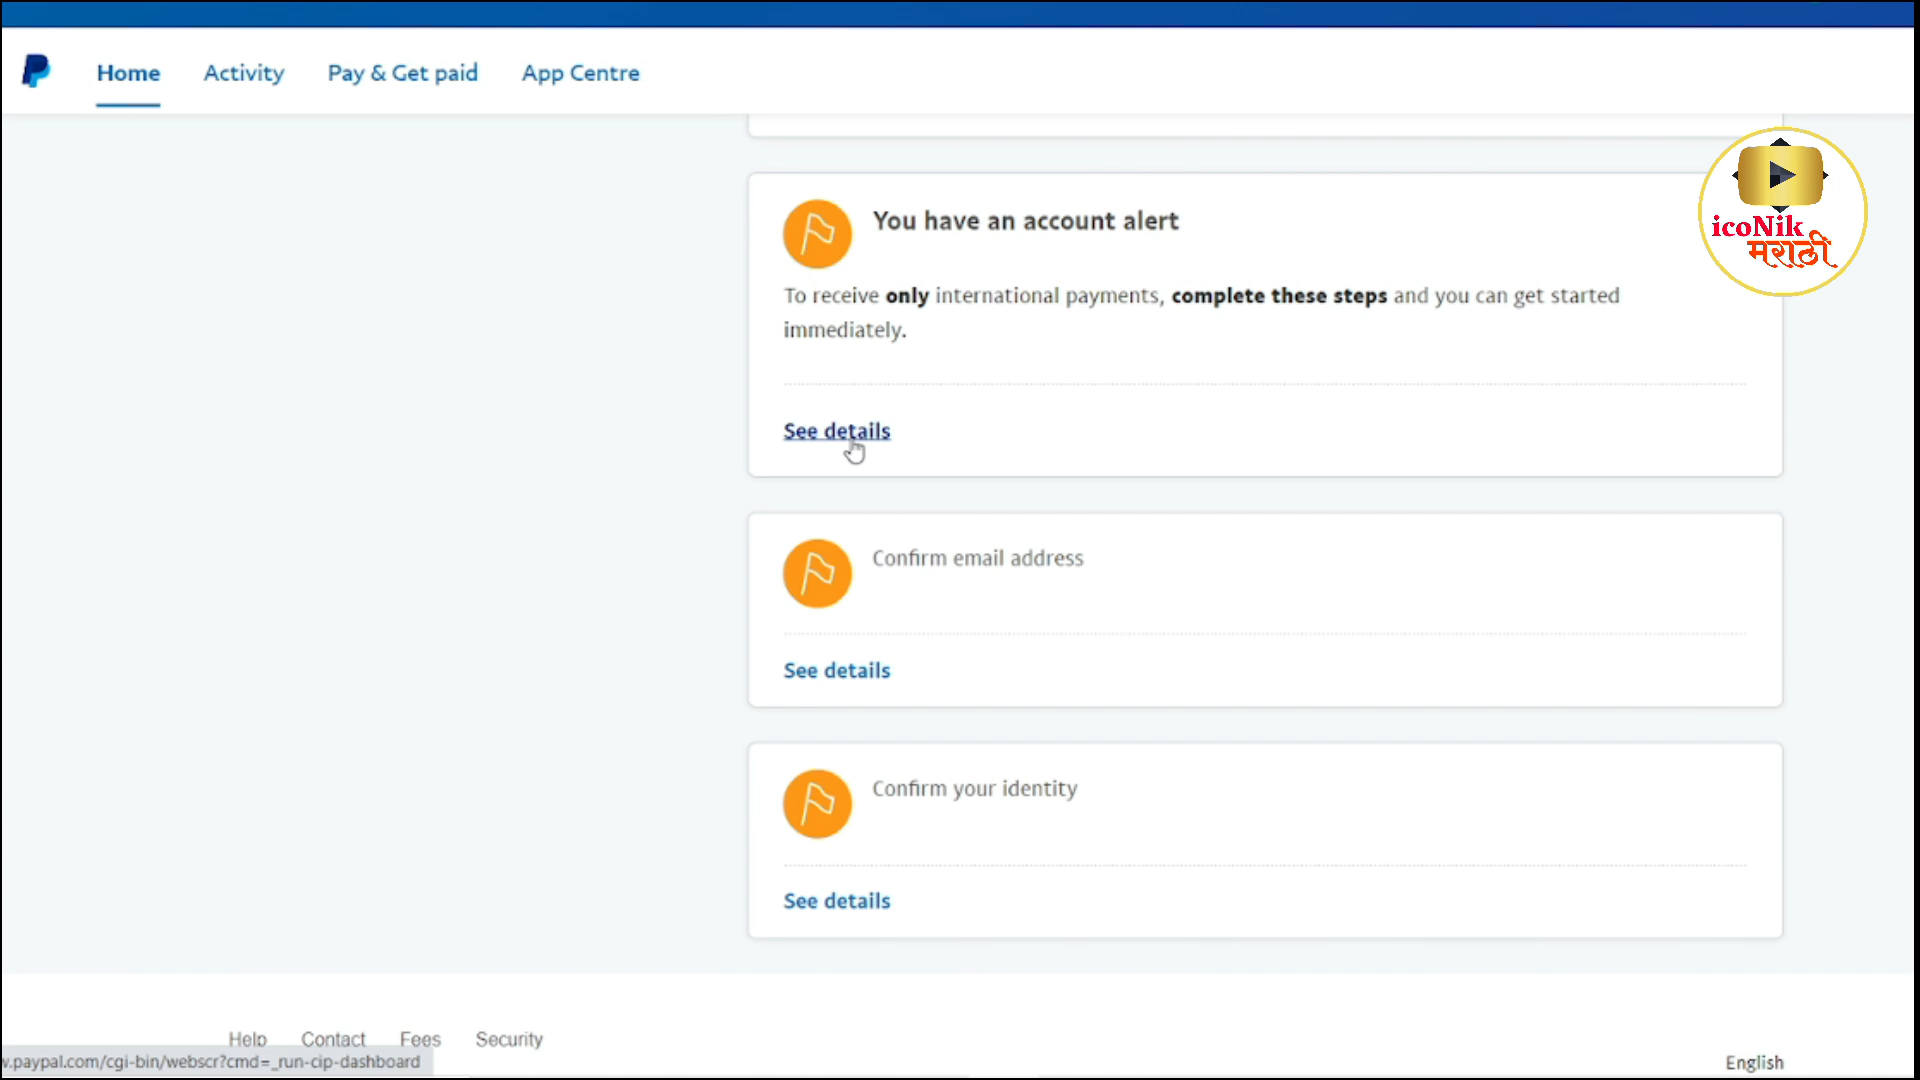 Home Activity Pay & Get paid App Centre
icoNik
मराठी
You have an account alert
To receive only international payments, complete these steps and you can get started
immediately.
See details
Confirm email address
See details
Confirm your identity
See details
Help Contact Fees Security
.paypal.com/cgi-bin/webscr?cmd=_run-cip-dashboard
English